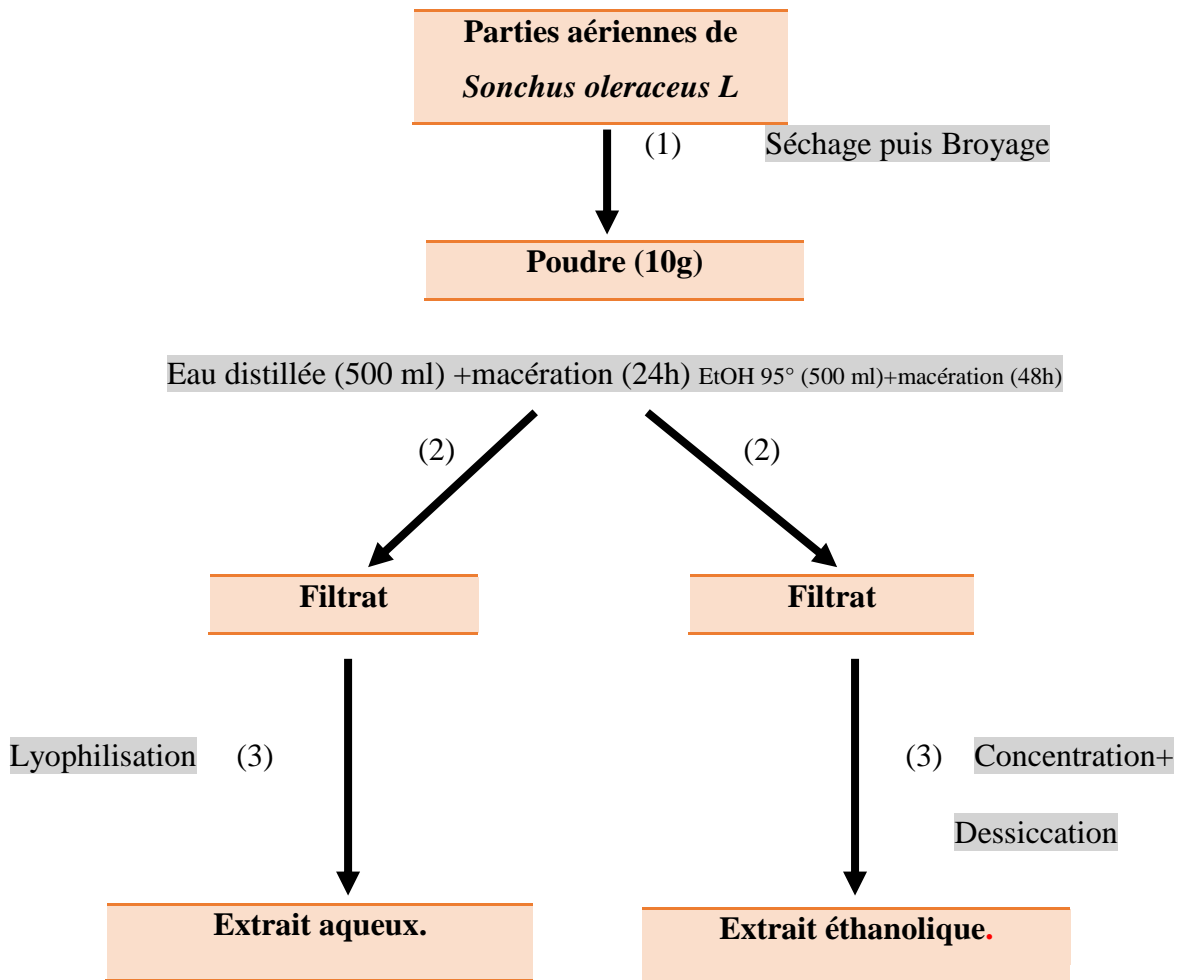 Parties aériennes de
Sonchus oleraceus L
(1) Séchage puis Broyage
Poudre (10g)
Eau distillée (500 ml) +macération (24h) EtOH 95° (500 ml)+macération (48h)
(2) (2)
Filtrat Filtrat
Lyophilisation (3) (3) Concentration+
Dessiccation
Extrait aqueux. Extrait éthanolique.